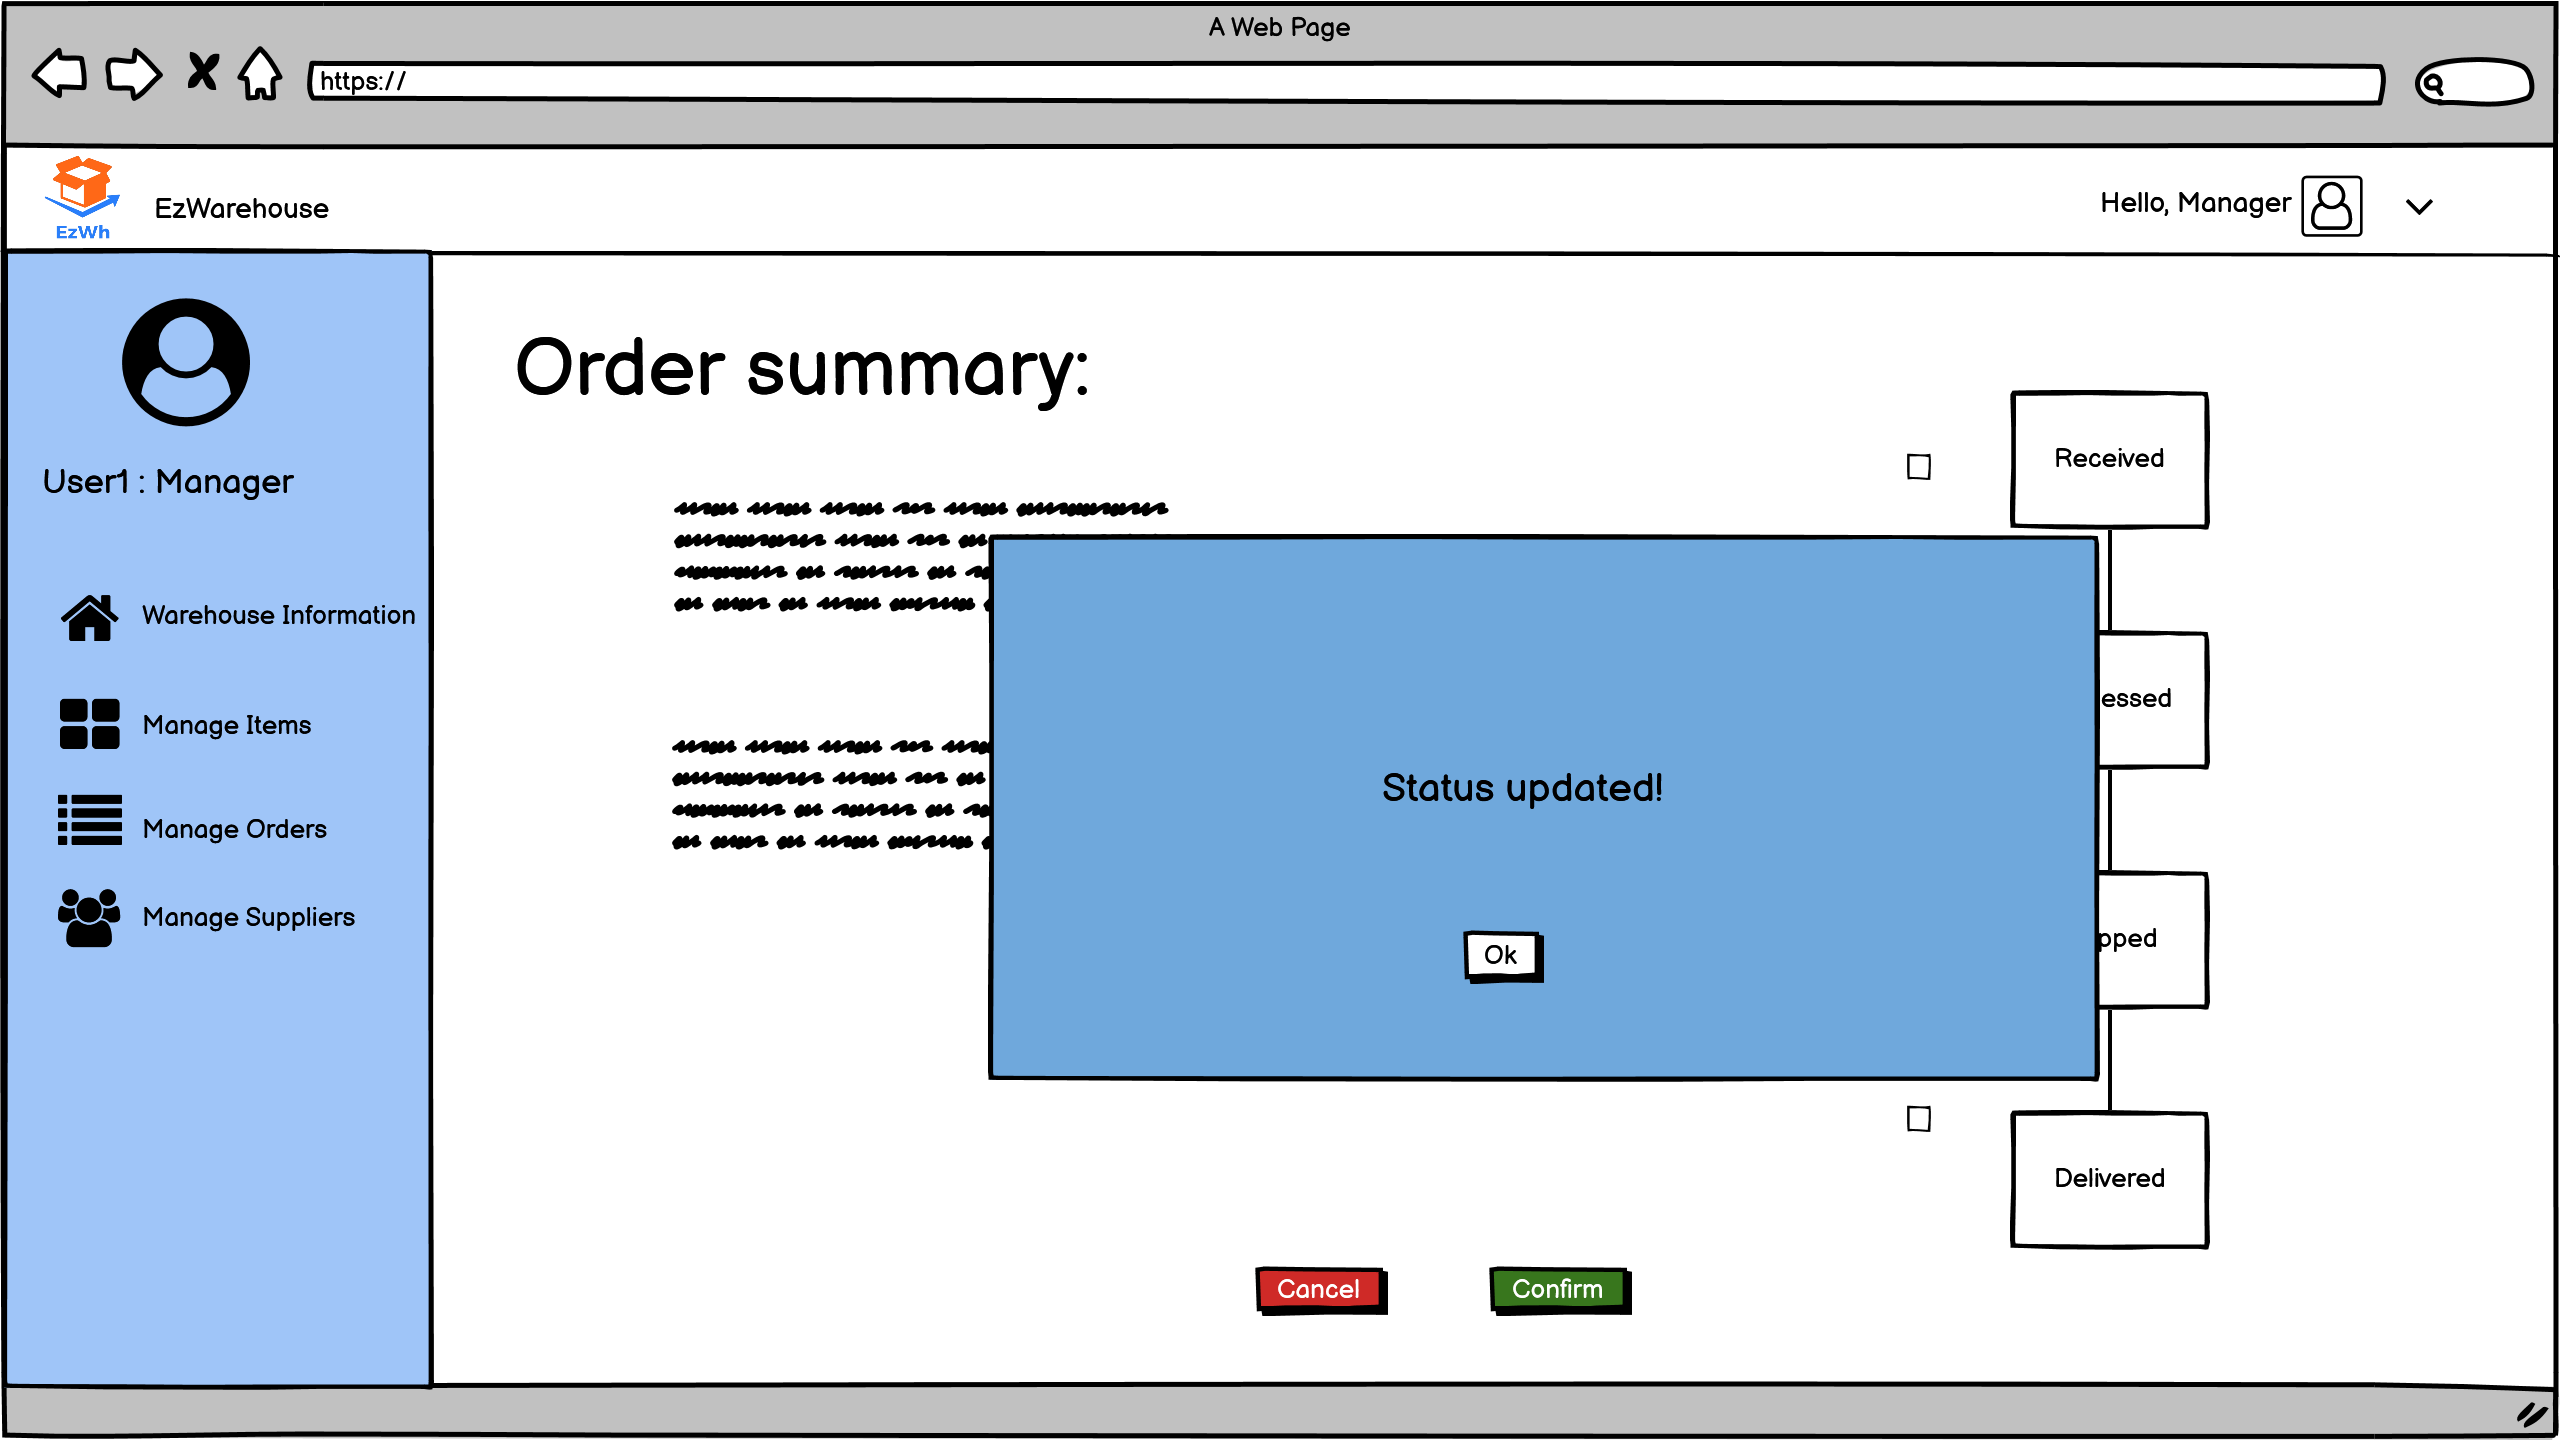 A Web Page
https://
EzWh
EzWarehouse
Hello, Manager
User1 : Manager
Warehouse Information
Manage Items
Manage Orders
Manage Suppliers
Order summary:
Received
essed
pped
Delivered
Status updated!
Ok
Cancel
Confirm